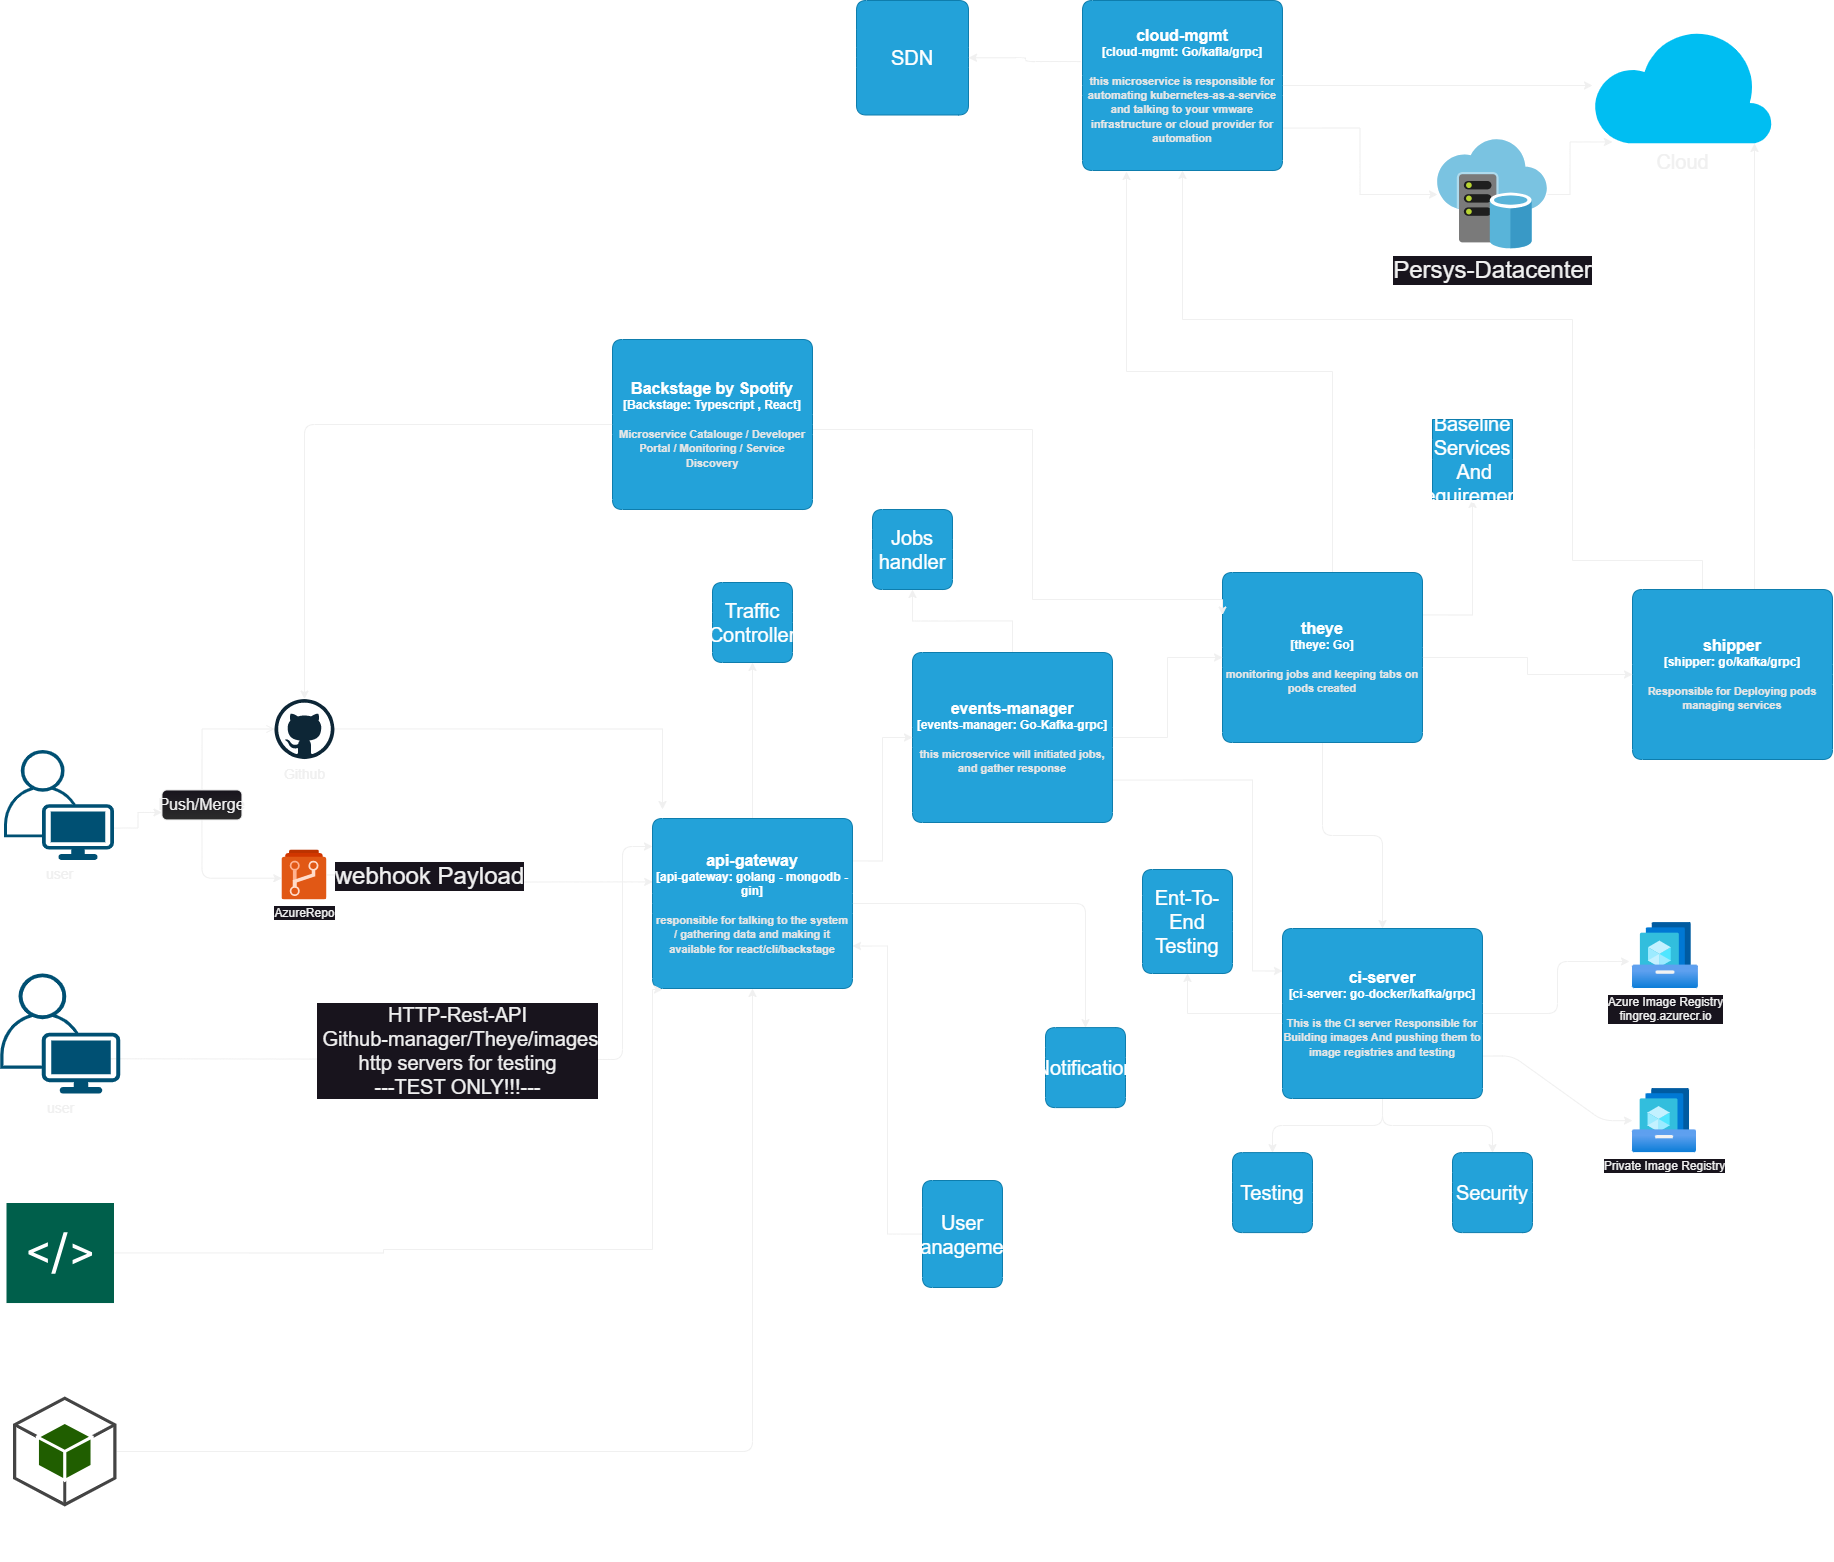 SDN
cloud-mgmt
[cloud-mgmt: Go/kafla/grpc]
this microservice is responsible for
automating kubernetes-as-a-service
and talking to your vmware
infrastructure or cloud provider for
automation
Cloud
Persys-Datacenter
Backstage by Spotify
[Backstage: Typescript , React]
Microservice Catalouge / Developer
Portal / Monitoring / Service
Discovery
Baseline
Services
And
equiremen
Jobs
handler
Traffic
Controller
theye
[theye: Go]
monitoring jobs and keeping tabs on
pods created
shipper
[shipper: go/kafka/grpc]
Responsible for Deploying pods
managing services
events-manager
[events-manager: Go-Kafka-grpc]
this microservice will initiated jobs,
and gather response
Github
Push/Merge
user
webhook Payload
AzureRepo
api-gateway
[api-gateway: golang - mongodb -
gin]
responsible for talking to the system
/ gathering data and making it
available for react/cli/backstage
Ent-To-
End
Testing
ci-server
[ci-server: go-docker/kafka/grpc]
This is the CI server Responsible for
Building images And pushing them to
image registries and testing
Azure Image Registry
fingreg.azurecr.io
HTTP-Rest-API
Github-manager/Theye/images
http servers for testing
---TEST ONLY!!!---
user
Notification
Private Image Registry
Testing
Security
User
anageme
</>